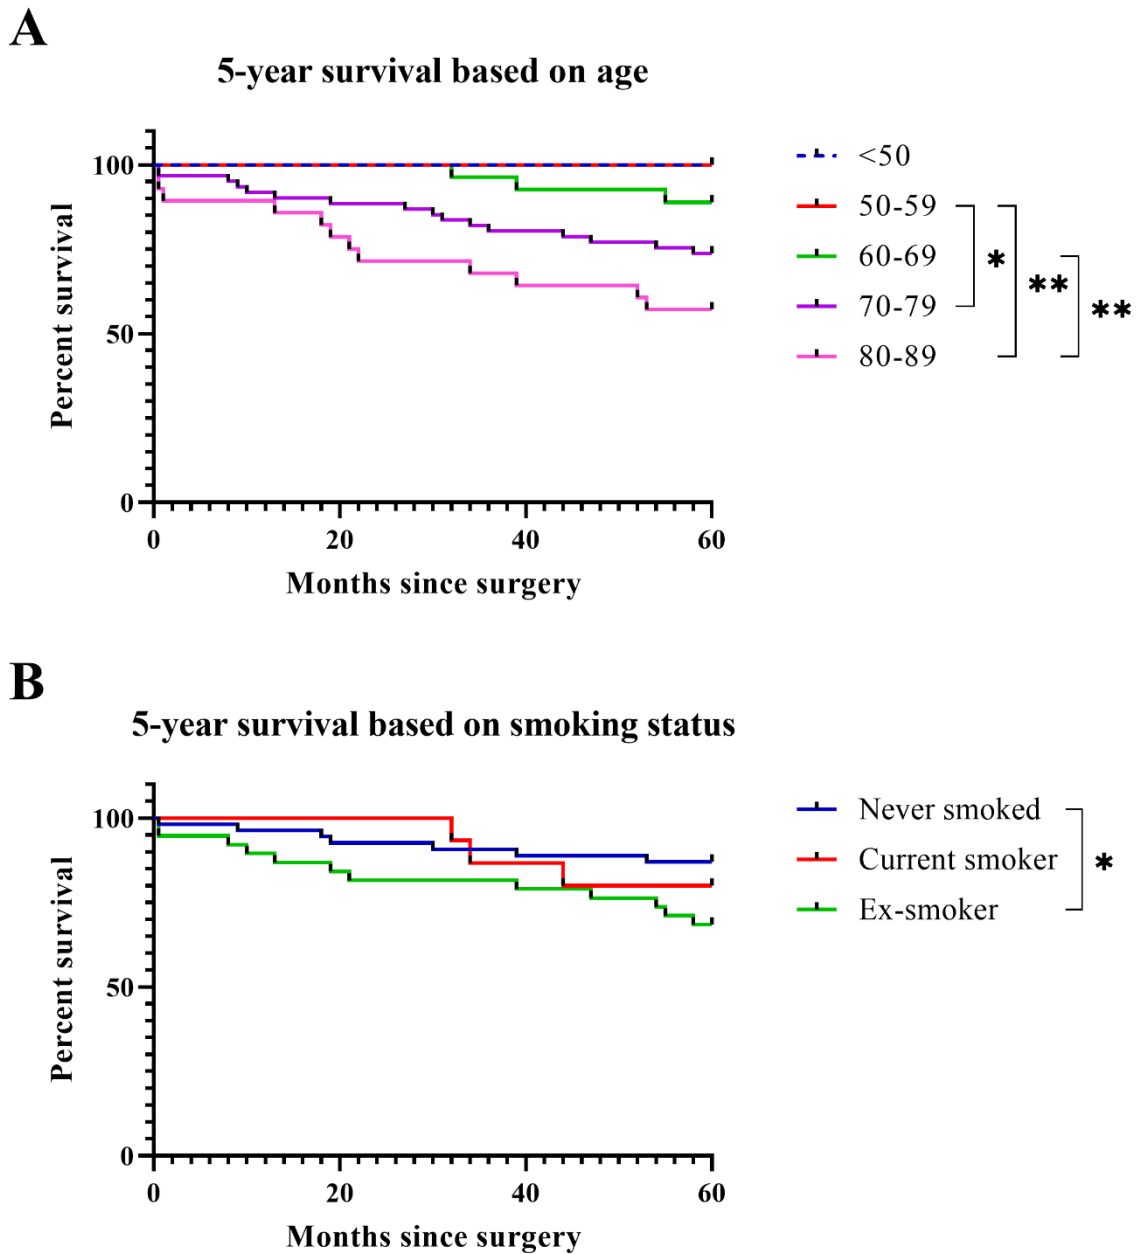 A
5-year survival based on age
100
50
0
0 20 40 60
Percent survival
Months since surgery
<50
50-59
60-69
70-79
80-89
*
**
**
B
5-year survival based on smoking status
100
50
0
0 20 40 60
Percent survival
Months since surgery
Never smoked
Current smoker
Ex-smoker
*